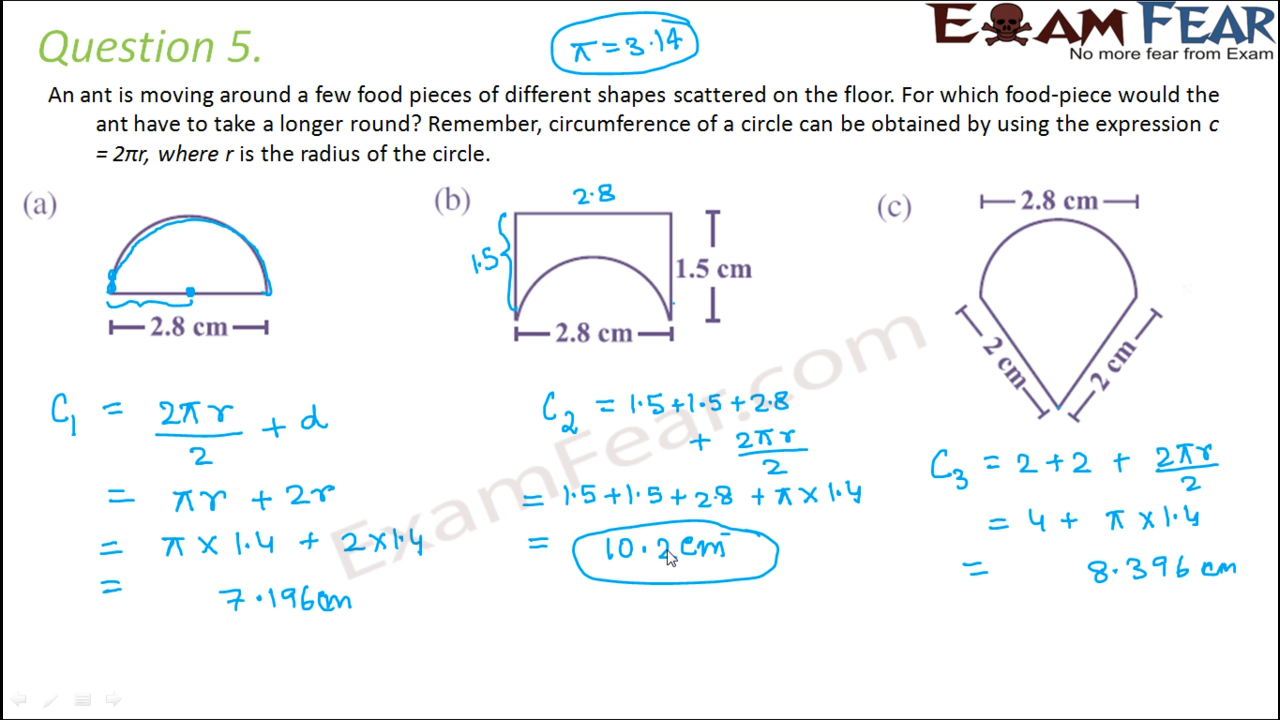 Question 5.
π = 3.14
EXAM FEAR
No more fear from Exam
An ant is moving around a few food pieces of different shapes scattered on the floor. For which food-piece would the
ant have to take a longer round? Remember, circumference of a circle can be obtained by using the expression c
= 2πr, where r is the radius of the circle.
(a)
2.8 cm
(b)
2.8
1.5
1.5 cm
2.8 cm
(c)
2.8 cm
2 cm
2 cm
C₁ = 2πr/2 + d
= πr + 2r
= π × 1.4 + 2×1.4
= 7.196cm
C₂ = 1.5+1.5+2.8
+ 2πr/2
= 1.5+1.5+2.8 + π×1.4
= 10.2 cm
C₃ = 2+2 + 2πr/2
= 4 + π×1.4
= 8.396 cm
ExamFear.com